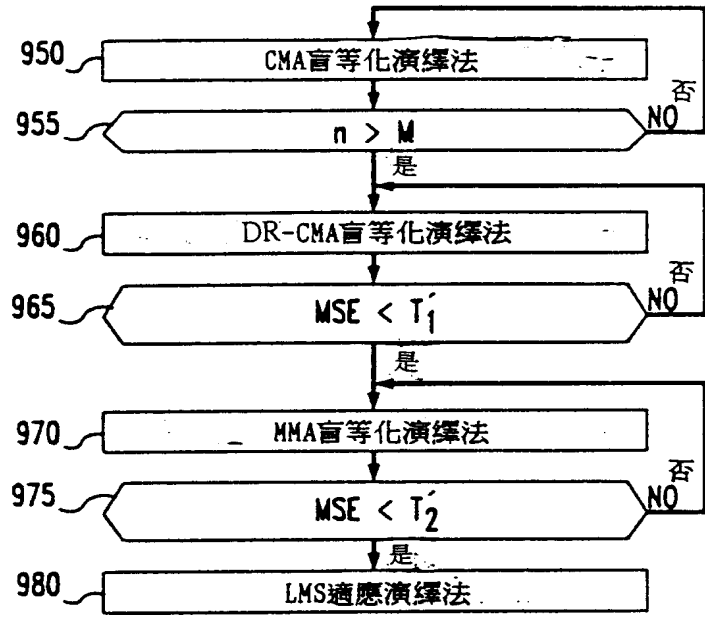 950 CMA盲等化演繹法
否
955 n > M NO
是
960 DR-CMA盲等化演繹法
否
965 MSE < T′1 NO
是
970 MMA盲等化演繹法
否
975 MSE < T′2 NO
是
980 LMS適應演繹法